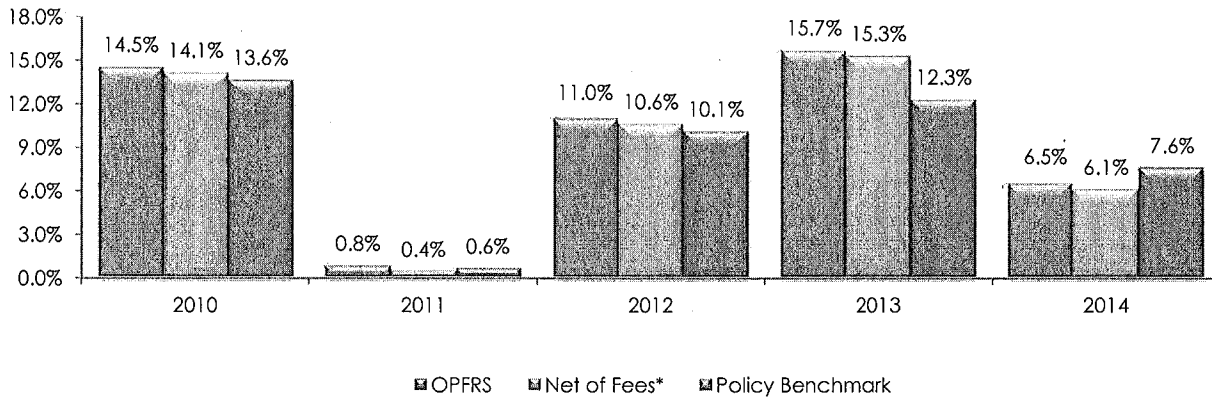 18.0%
15.0%
12.0%
9.0%
6.0%
3.0%
0.0%
14.5% 14.1% 13.6%
0.8% 0.4% 0.6%
11.0% 10.6% 10.1%
15.7% 15.3% 12.3%
6.5% 6.1% 7.6%
2010 2011 2012 2013 2014
OPFRS Net of Fees* Policy Benchmark